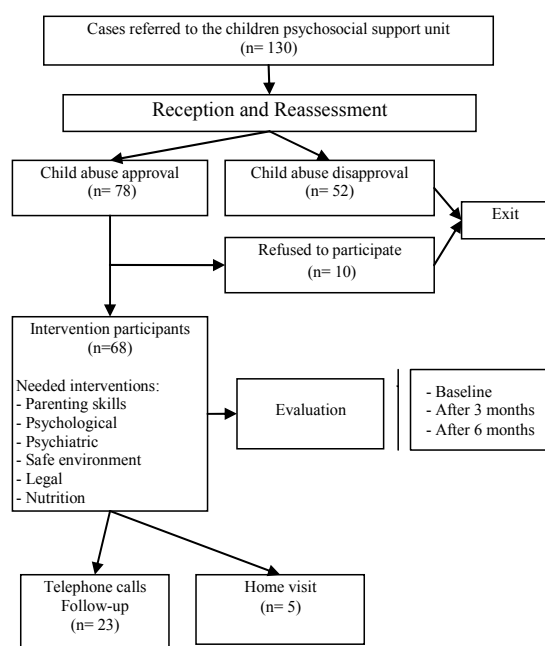 Cases referred to the children psychosocial support unit
(n= 130)
Reception and Reassessment
Child abuse approval
(n= 78)
Child abuse disapproval
(n= 52)
Exit
Refused to participate
(n= 10)
Intervention participants
(n=68)
Needed interventions:
- Parenting skills
- Psychological
- Psychiatric
- Safe environment
- Legal
- Nutrition
Evaluation
- Baseline
- After 3 months
- After 6 months
Telephone calls
Follow-up
(n= 23)
Home visit
(n= 5)